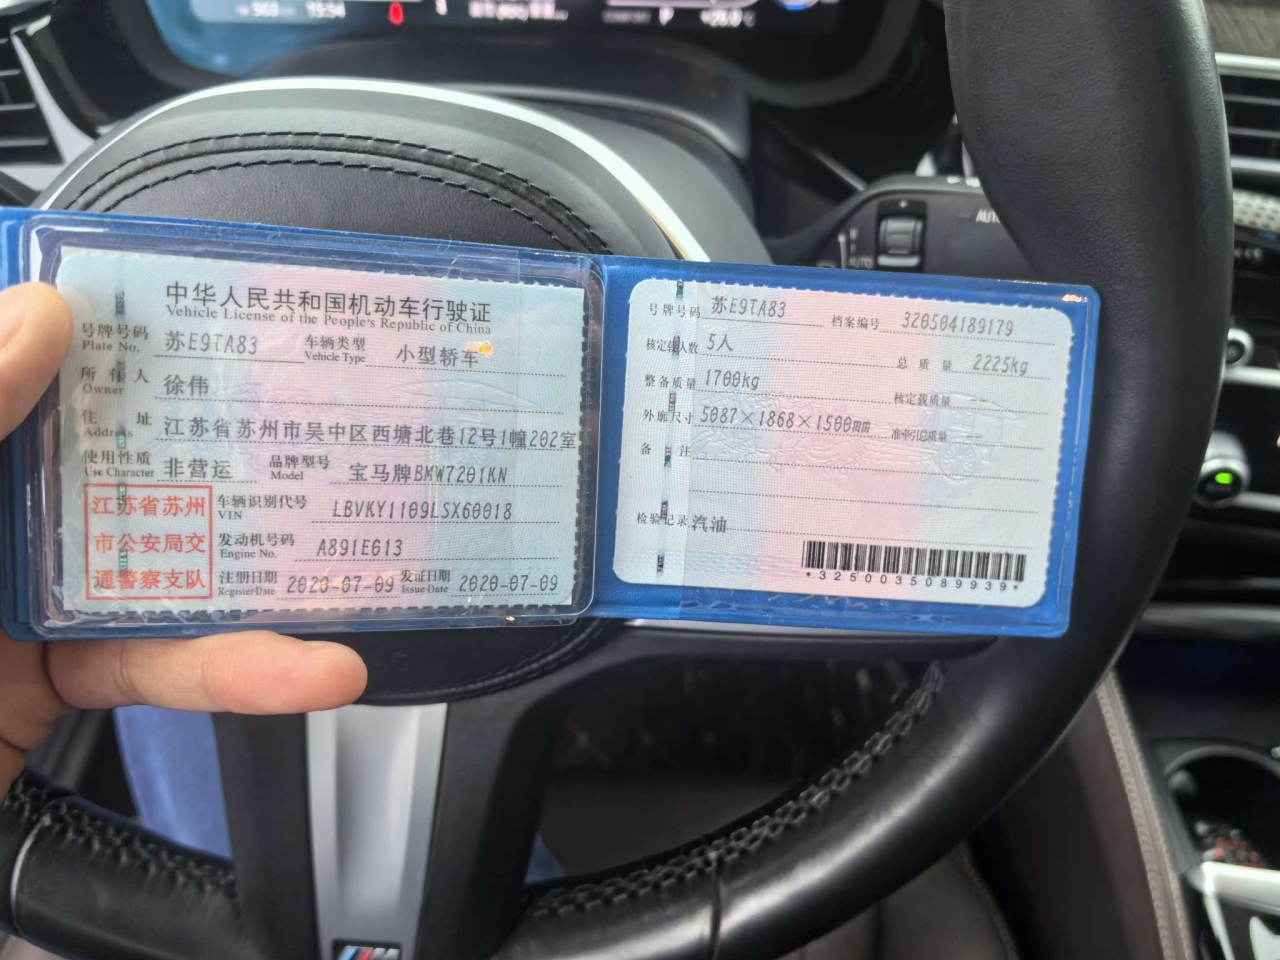 15:54
P
AUTO
AUTO
中华人民共和国机动车行驶证
Vehicle License of the People's Republic of China
号牌号码 苏E9TA83 车辆类型 小型轿车
Plate No. Vehicle Type
所有人 徐伟
Owner
住址 江苏省苏州市吴中区西塘北巷12号1幢202室
Address
使用性质 非营运 品牌型号 宝马牌BMW7201KN
Use Character Model
江苏省苏州
市公安局交
通警察支队
车辆识别代号 LBVKY1109LSX60018
VIN
发动机号码 A891E613
Engine No.
注册日期 2020-07-09 发证日期 2020-07-09
Register Date Issue Date
号牌号码 苏E9TA83 档案编号 320504189179
核定载人数 5人 总质量 2225kg
整备质量 1700kg 核定载质量 --
外廓尺寸 5087×1868×1500mm 准牵引总质量 --
备注
检验记录 汽油
*3250035089939*
M